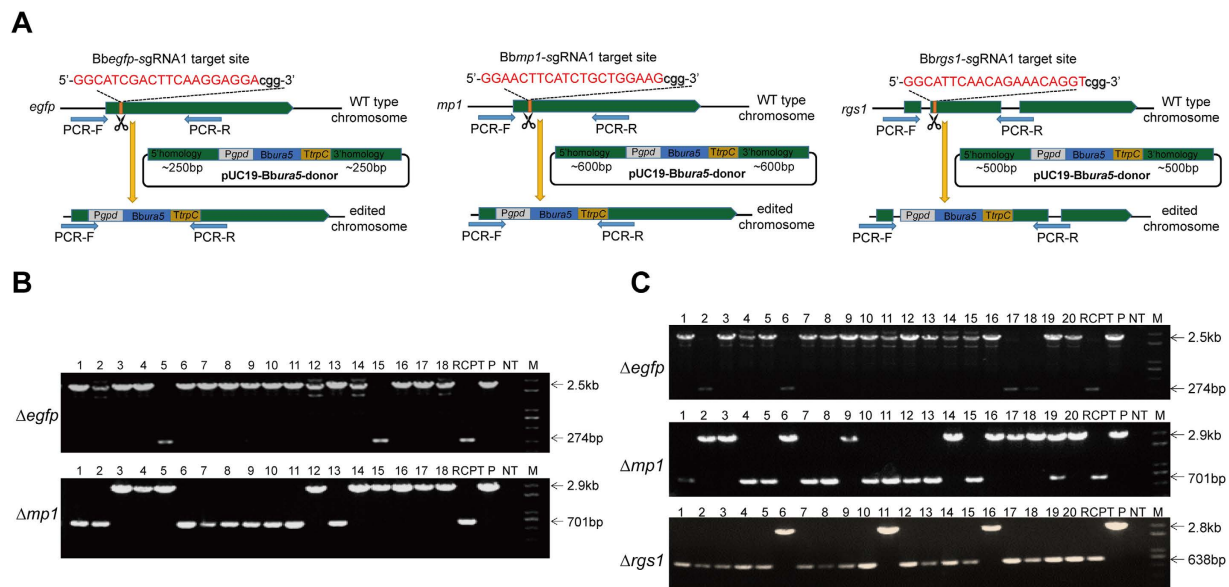 A
Bbegfp-sgRNA1 target site
5'-GGCATCGACTTCAAGGAGGAcgg-3'
egfp
WT type
chromosome
PCR-F
PCR-R
5'homology
Pgpd
Bbura5
TtrpC
3'homology
~250bp
~250bp
pUC19-Bbura5-donor
Pgpd
Bbura5
TtrpC
edited
chromosome
PCR-F
PCR-R
Bbmp1-sgRNA1 target site
5'-GGAACTTCATCTGCTGGAAGcgg-3'
mp1
WT type
chromosome
PCR-F
PCR-R
5'homology
Pgpd
Bbura5
TtrpC
3'homology
~600bp
~600bp
pUC19-Bbura5-donor
Pgpd
Bbura5
TtrpC
edited
chromosome
PCR-F
PCR-R
Bbrgs1-sgRNA1 target site
5'-GGCATTCAACAGAAACAGGTcgg-3'
rgs1
WT type
chromosome
PCR-F
PCR-R
5'homology
Pgpd
Bbura5
TtrpC
3'homology
~500bp
~500bp
pUC19-Bbura5-donor
Pgpd
Bbura5
TtrpC
edited
chromosome
PCR-F
PCR-R
B
1 2 3 4 5 6 7 8 9 10 11 12 13 14 15 16 17 18 RCPT P NT M
Δegfp
2.5kb
274bp
1 2 3 4 5 6 7 8 9 10 11 12 13 14 15 16 17 18 RCPT P NT M
Δmp1
2.9kb
701bp
C
1 2 3 4 5 6 7 8 9 10 11 12 13 14 15 16 17 18 19 20 RCPT P NT M
Δegfp
2.5kb
274bp
1 2 3 4 5 6 7 8 9 10 11 12 13 14 15 16 17 18 19 20 RCPT P NT M
Δmp1
2.9kb
701bp
1 2 3 4 5 6 7 8 9 10 11 12 13 14 15 16 17 18 19 20 RCPT P NT M
Δrgs1
2.8kb
638bp